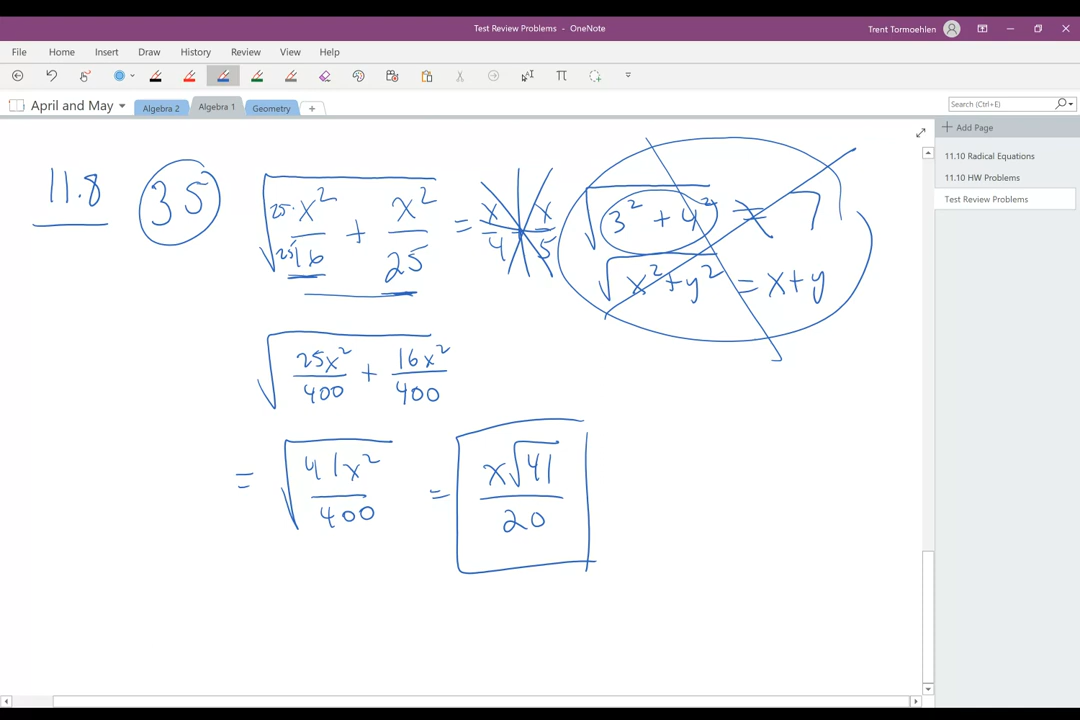 Test Review Problems - OneNote
Trent Tormoehlen
File Home Insert Draw History Review View Help
April and May
Algebra 2 Algebra 1 Geometry
Search (Ctrl+E)
Add Page
11.10 Radical Equations
11.10 HW Problems
Test Review Problems
11.8
35
√(25·x²/25·16 + x²/25) = x/4 x/5
√(3² + 4²) ≠ 7
√(x² + y²) = x + y
√(25x²/400 + 16x²/400)
= √(41x²/400) = x√41/20